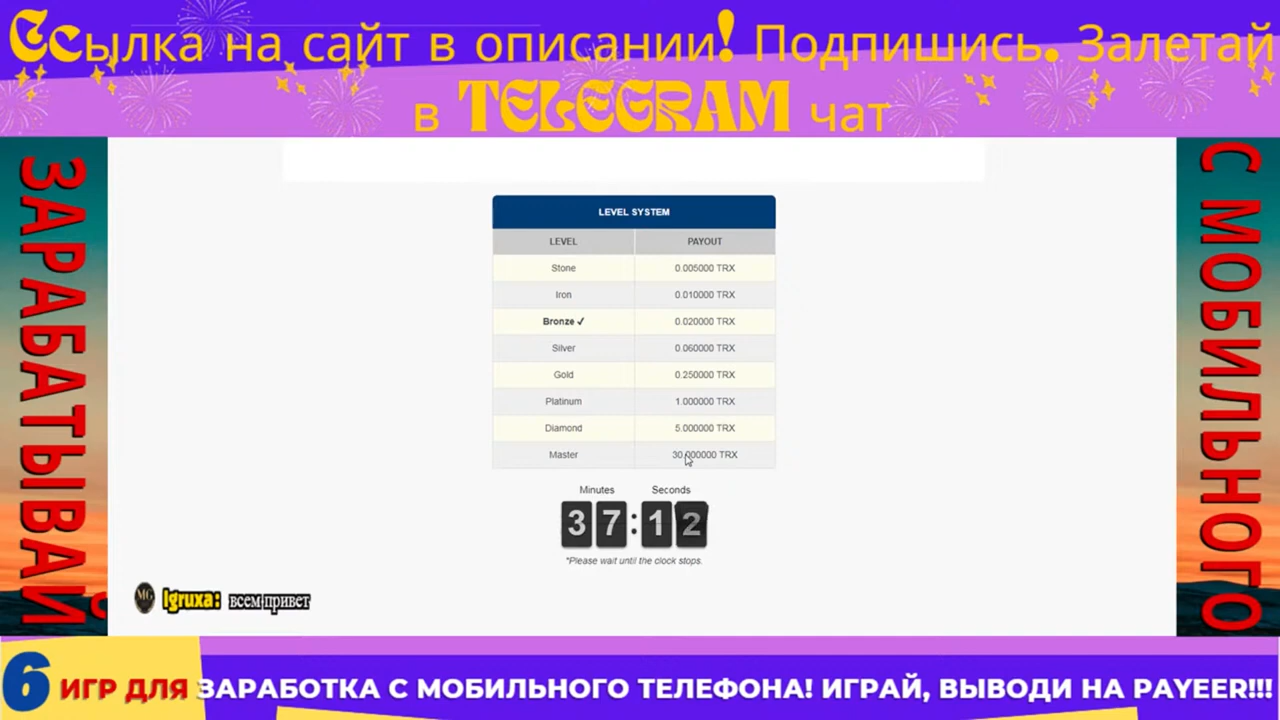 Ссылка на сайт в описании! Подпишись. Залетай
в TELEGRAM чат
ЗАРАБАТЫВАЙ
С МОБИЛЬНОГО
LEVEL SYSTEM
LEVEL PAYOUT
Stone 0.005000 TRX
Iron 0.010000 TRX
Bronze ✓ 0.020000 TRX
Silver 0.060000 TRX
Gold 0.250000 TRX
Platinum 1.000000 TRX
Diamond 5.000000 TRX
Master 30.000000 TRX
Minutes Seconds
37:12
*Please wait until the clock stops.
MG Igruxa: всем привет
6 ИГР ДЛЯ ЗАРАБОТКА С МОБИЛЬНОГО ТЕЛЕФОНА! ИГРАЙ, ВЫВОДИ НА PAYEER!!!